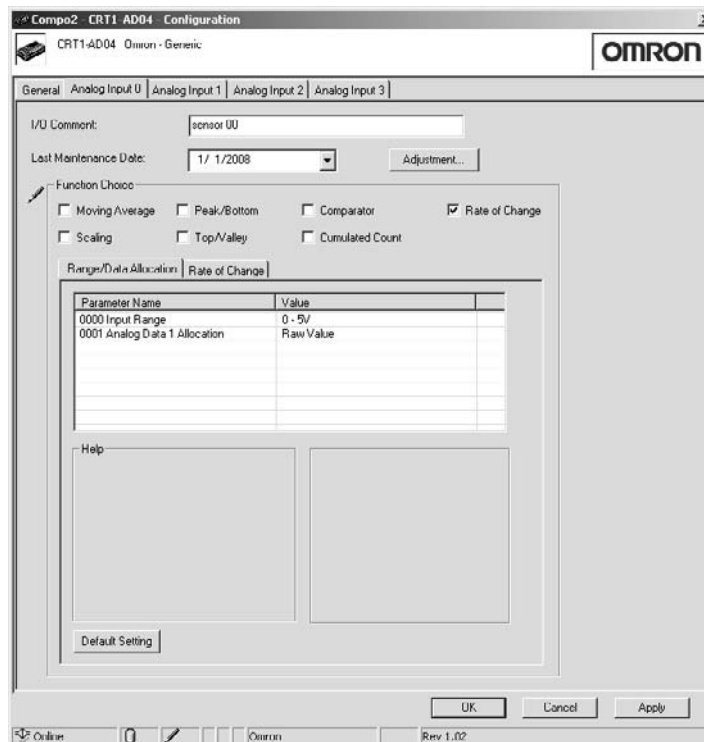 Compo2 - CRT1-AD04 - Configuration
CRT1-AD04 Omron - Generic
OMRON
General Analog Input 0 Analog Input 1 Analog Input 2 Analog Input 3
I/O Comment: sensor 00
Last Maintenance Date: 1/ 1/2008 Adjustment...
Function Choice
Moving Average Peak/Bottom Comparator Rate of Change
Scaling Top/Valley Cumulated Count
Range/Data Allocation Rate of Change
Parameter Name Value
0000 Input Range 0 - 5V
0001 Analog Data 1 Allocation Raw Value
Help
Default Setting
OK Cancel Apply
Online Omron Rev 1.02